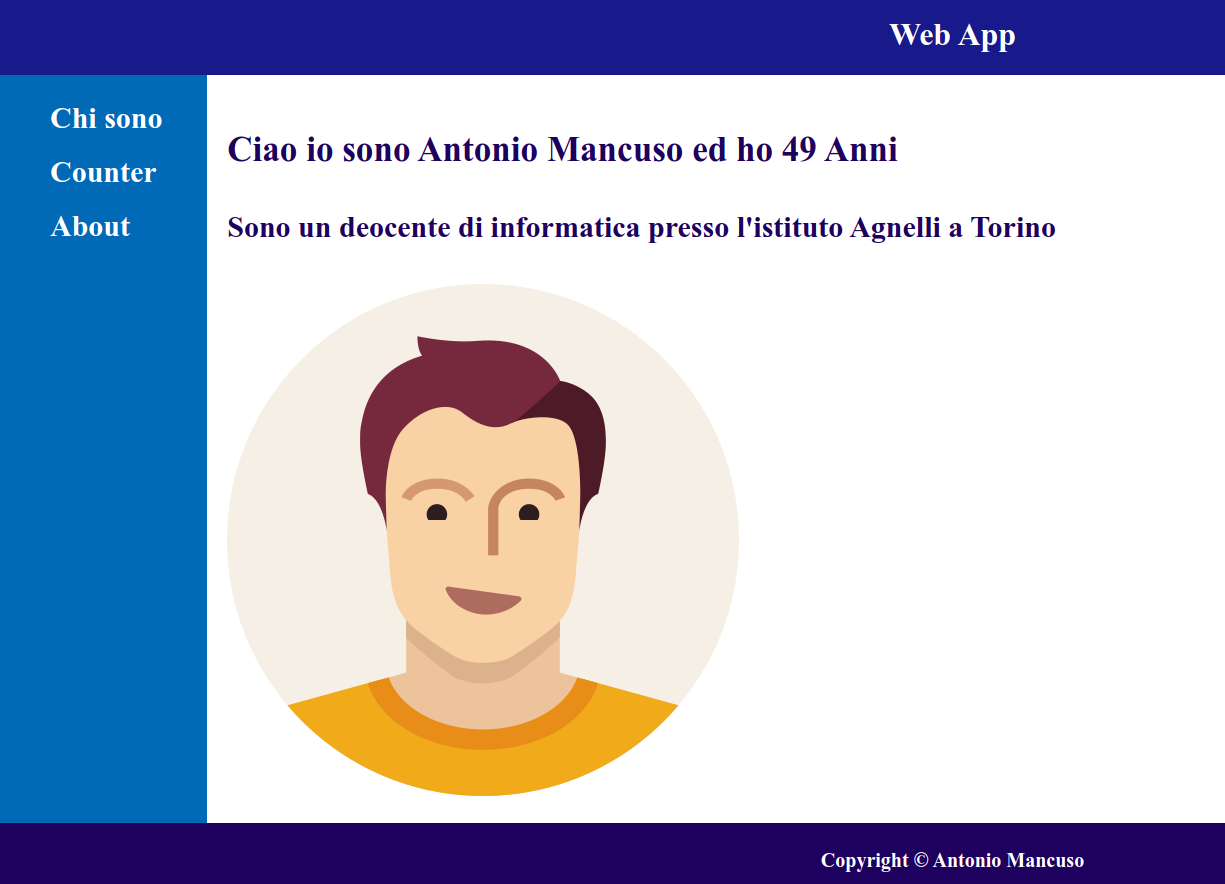 Web App
Chi sono
Counter
About
Ciao io sono Antonio Mancuso ed ho 49 Anni
Sono un deocente di informatica presso l'istituto Agnelli a Torino
Copyright © Antonio Mancuso